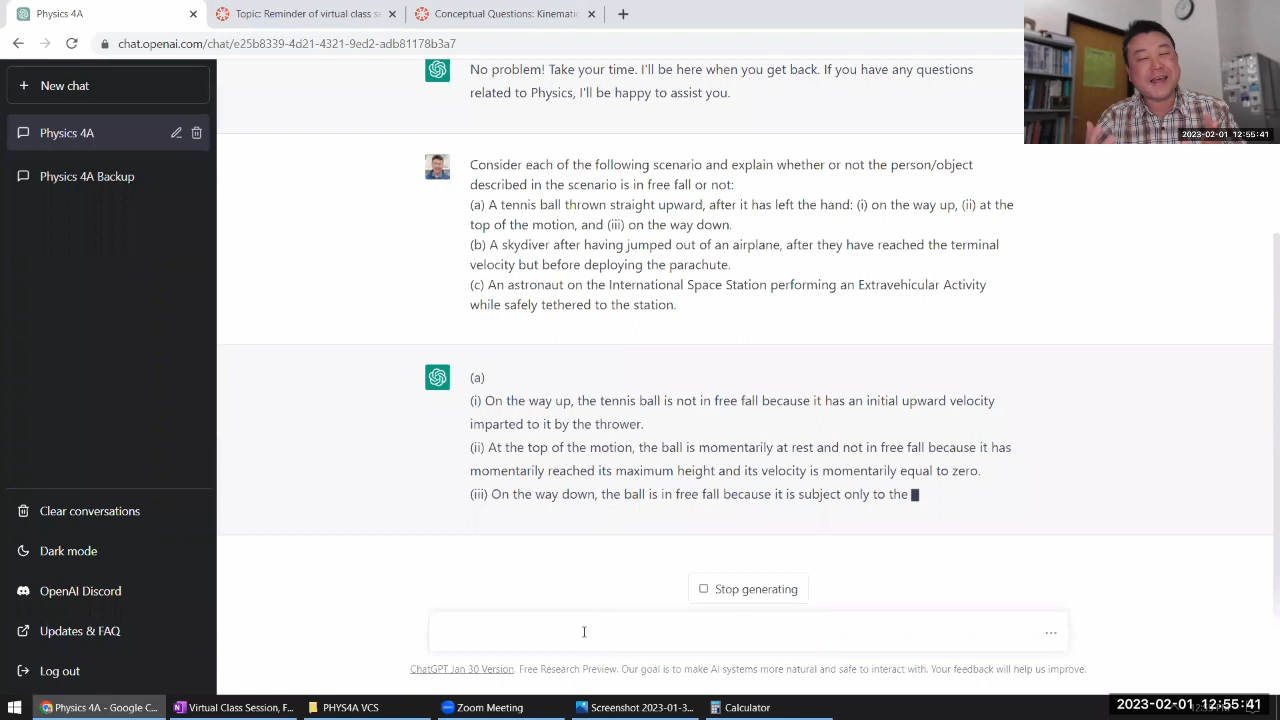 Physics 4A
Topic Reminder of virtual class se
Conceptual Questions: Kinemati
chat.openai.com/chat/e25b8339-4d21-4321-9ed2-adb81178b3a7
2023-02-01 12:55:41
New chat
Physics 4A
Physics 4A Backup
Clear conversations
Dark mode
OpenAI Discord
Updates & FAQ
Log out
No problem! Take your time. I'll be here when you get back. If you have any questions
related to Physics, I'll be happy to assist you.
Consider each of the following scenario and explain whether or not the person/object
described in the scenario is in free fall or not:
(a) A tennis ball thrown straight upward, after it has left the hand: (i) on the way up, (ii) at the
top of the motion, and (iii) on the way down.
(b) A skydiver after having jumped out of an airplane, after they have reached the terminal
velocity but before deploying the parachute.
(c) An astronaut on the International Space Station performing an Extravehicular Activity
while safely tethered to the station.
(a)
(i) On the way up, the tennis ball is not in free fall because it has an initial upward velocity
imparted to it by the thrower.
(ii) At the top of the motion, the ball is momentarily at rest and not in free fall because it has
momentarily reached its maximum height and its velocity is momentarily equal to zero.
(iii) On the way down, the ball is in free fall because it is subject only to the
Stop generating
ChatGPT Jan 30 Version. Free Research Preview. Our goal is to make AI systems more natural and safe to interact with. Your feedback will help us improve.
Physics 4A - Google C...
Virtual Class Session, F...
PHYS4A VCS
Zoom Meeting
Screenshot 2023-01-3...
Calculator
2023-02-01 12:55:41